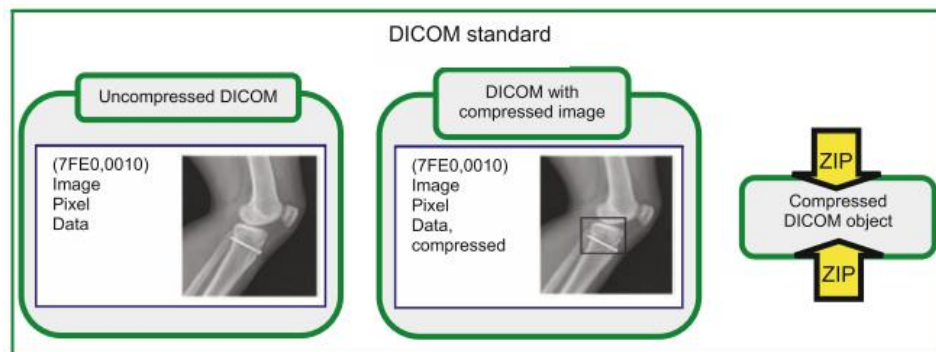 DICOM standard
Uncompressed DICOM
(7FE0,0010)
Image
Pixel
Data
DICOM with
compressed image
(7FE0,0010)
Image
Pixel
Data,
compressed
ZIP
Compressed
DICOM object
ZIP